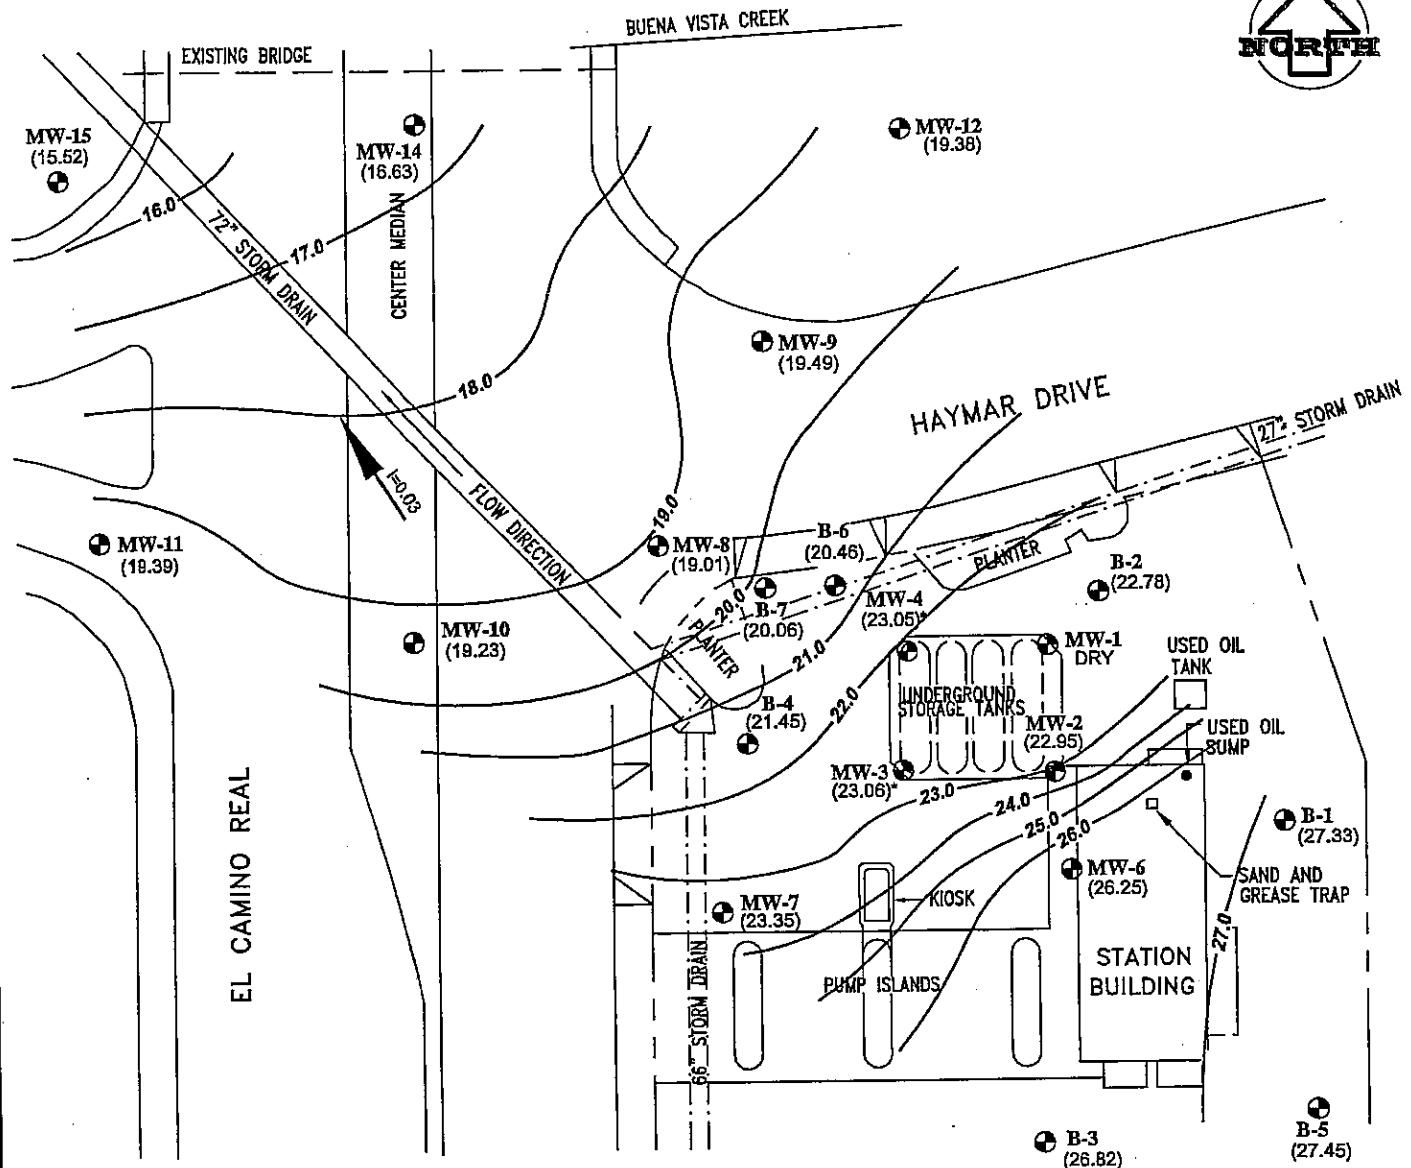 BUENA VISTA CREEK
NORTH
EXISTING BRIDGE
MW-15
(15.52)
MW-14
(16.63)
MW-12
(19.38)
16.0
72" STORM DRAIN
17.0
CENTER MEDIAN
MW-9
(19.49)
18.0
HAYMAR DRIVE
27" STORM DRAIN
I=0.03
FLOW DIRECTION
19.0
MW-11
(19.39)
MW-8
(19.01)
B-6
(20.46)
PLANTER
B-2
(22.78)
20.0
B-7
(20.06)
MW-4
(23.05)*
MW-10
(19.23)
PLANTER
21.0
MW-1
DRY
USED OIL
TANK
22.0
UNDERGROUND
STORAGE TANKS
B-4
(21.45)
MW-2
(22.95)
USED OIL
SUMP
MW-3
(23.06)*
23.0
24.0
25.0
26.0
B-1
(27.33)
EL CAMINO REAL
MW-6
(26.25)
SAND AND
GREASE TRAP
KIOSK
MW-7
(23.35)
27.0
STATION
BUILDING
PUMP ISLANDS
66" STORM DRAIN
B-3
(26.82)
B-5
(27.45)